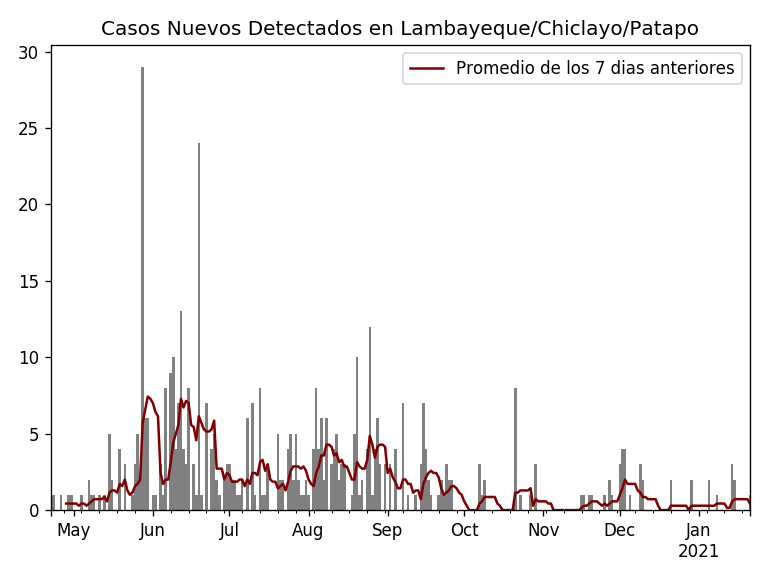 Casos Nuevos Detectados en Lambayeque/Chiclayo/Patapo
Promedio de los 7 dias anteriores
30
25
20
15
10
5
0
May Jun Jul Aug Sep Oct Nov Dec Jan
2021